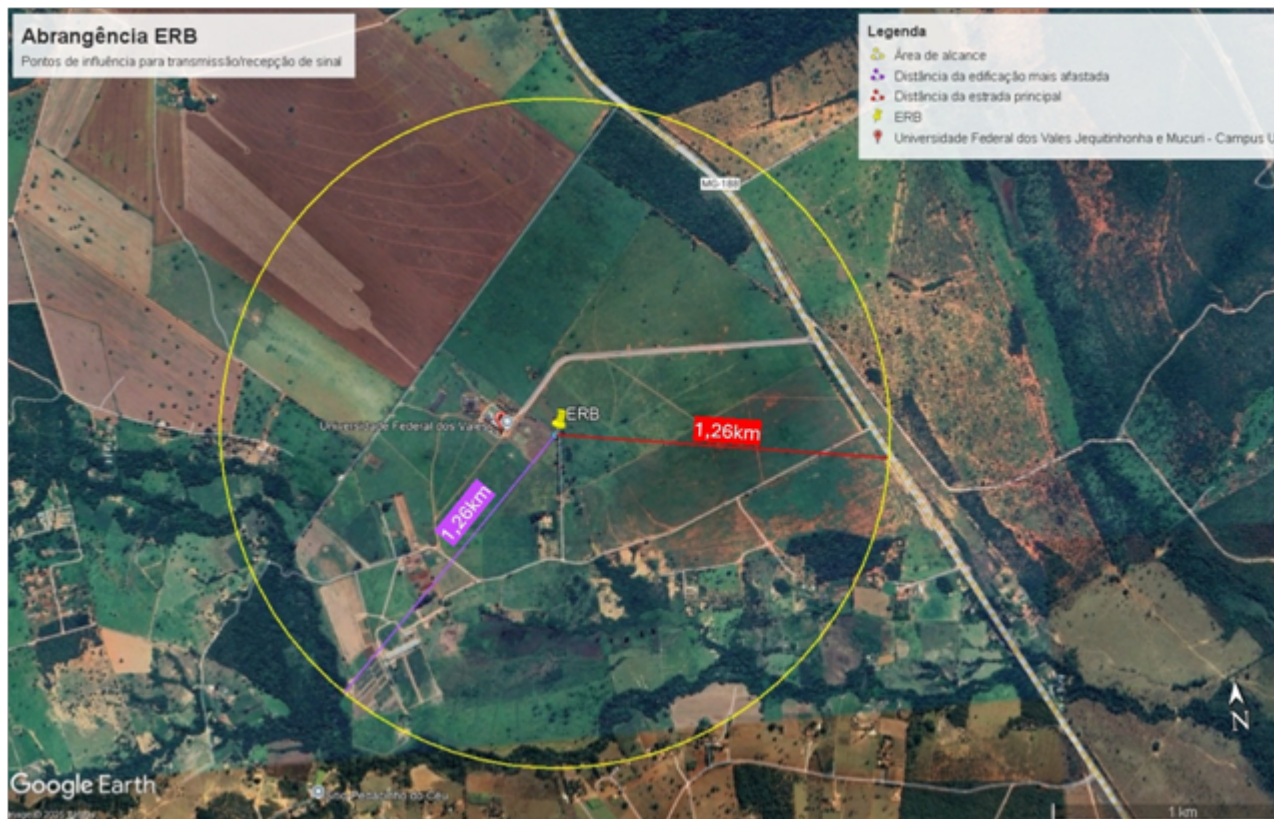 Abrangência ERB
Pontos de influência para transmissão/recepção de sinal
Legenda
Área de alcance
Distância da edificação mais afastada
Distância da estrada principal
ERB
Universidade Federal dos Vales Jequitinhonha e Mucuri - Campus U
MG-188
ERB
Universidade Federal dos Vales
1,26km
1,26km
N
Google Earth
1 km